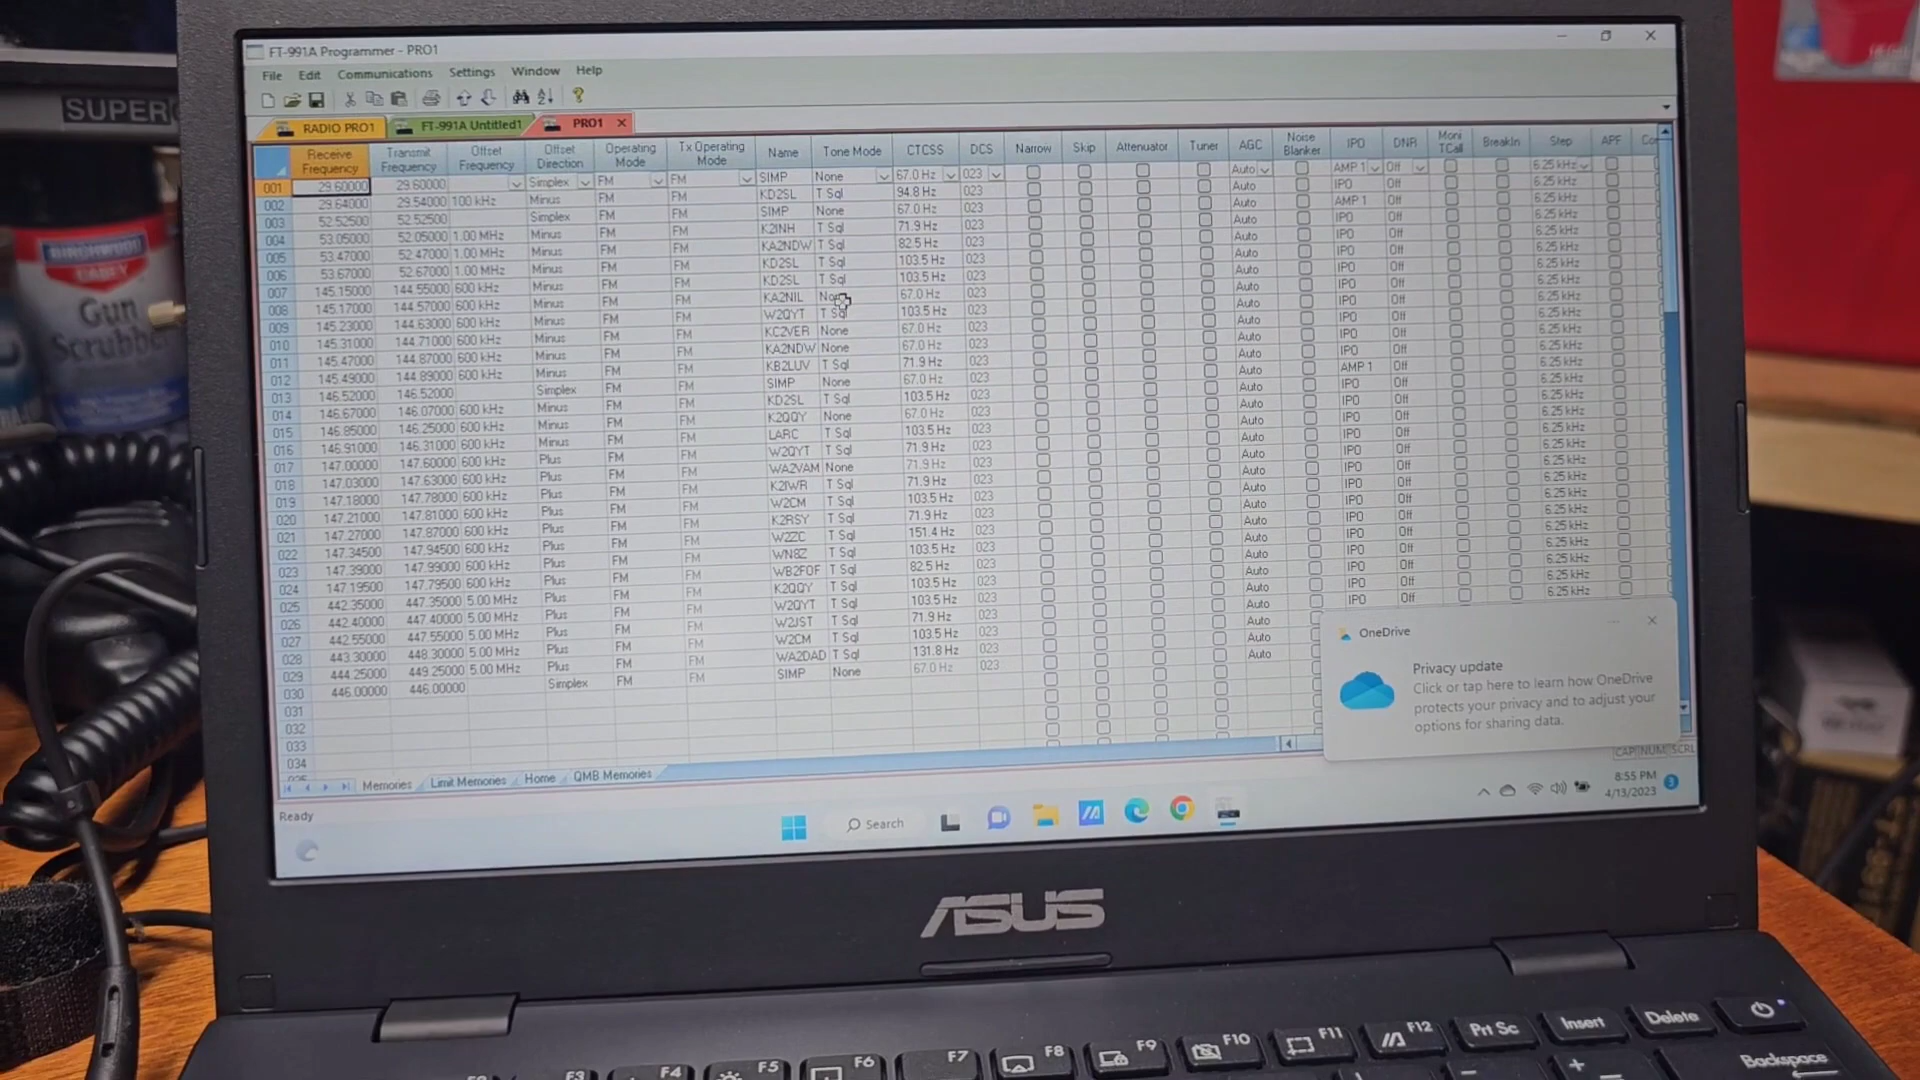 SUPER
BIRCHWOOD
CASEY
Gun
Scrubber
FT-991A Programmer - PRO1
File Edit Communications Settings Window Help
RADIO PRO1 FT-991A Untitled1 PRO1
Receive Frequency Transmit Frequency Offset Frequency Offset Direction Operating Mode Tx Operating Mode Name Tone Mode CTCSS DCS Narrow Skip Attenuator Tuner AGC Noise Blanker IPO DNR Moni TCall BreakIn Step APF
001 29.60000 29.60000 Simplex FM FM SIMP None 67.0 Hz 023 Auto AMP 1 Off 6.25 kHz
002 29.64000 29.54000 100 kHz Minus FM FM KD2SL T Sql 94.8 Hz 023 Auto IPO Off 6.25 kHz
003 52.52500 52.52500 Simplex FM FM SIMP None 67.0 Hz 023 Auto AMP 1 Off 6.25 kHz
004 53.05000 52.05000 1.00 MHz Minus FM FM K2INH T Sql 71.9 Hz 023 Auto IPO Off 6.25 kHz
005 53.47000 52.47000 1.00 MHz Minus FM FM KA2NDW T Sql 82.5 Hz 023 Auto IPO Off 6.25 kHz
006 53.67000 52.67000 1.00 MHz Minus FM FM KD2SL T Sql 103.5 Hz 023 Auto IPO Off 6.25 kHz
007 145.15000 144.55000 600 kHz Minus FM FM KD2SL T Sql 103.5 Hz 023 Auto IPO Off 6.25 kHz
008 145.17000 144.57000 600 kHz Minus FM FM KA2NIL None 67.0 Hz 023 Auto IPO Off 6.25 kHz
009 145.23000 144.63000 600 kHz Minus FM FM W2QYT T Sql 103.5 Hz 023 Auto IPO Off 6.25 kHz
010 145.31000 144.71000 600 kHz Minus FM FM KC2VER None 67.0 Hz 023 Auto IPO Off 6.25 kHz
011 145.47000 144.87000 600 kHz Minus FM FM KA2NDW None 67.0 Hz 023 Auto IPO Off 6.25 kHz
012 145.49000 144.89000 600 kHz Minus FM FM KB2LUV T Sql 71.9 Hz 023 Auto IPO Off 6.25 kHz
013 146.52000 146.52000 Simplex FM FM SIMP None 67.0 Hz 023 Auto AMP 1 Off 6.25 kHz
014 146.67000 146.07000 600 kHz Minus FM FM KD2SL T Sql 103.5 Hz 023 Auto IPO Off 6.25 kHz
015 146.85000 146.25000 600 kHz Minus FM FM K2QQY None 67.0 Hz 023 Auto IPO Off 6.25 kHz
016 146.91000 146.31000 600 kHz Minus FM FM LARC T Sql 103.5 Hz 023 Auto IPO Off 6.25 kHz
017 147.00000 147.60000 600 kHz Plus FM FM W2QYT T Sql 71.9 Hz 023 Auto IPO Off 6.25 kHz
018 147.03000 147.63000 600 kHz Plus FM FM WA2VAM None 71.9 Hz 023 Auto IPO Off 6.25 kHz
019 147.18000 147.78000 600 kHz Plus FM FM K2IWR T Sql 71.9 Hz 023 Auto IPO Off 6.25 kHz
020 147.21000 147.81000 600 kHz Plus FM FM W2CM T Sql 103.5 Hz 023 Auto IPO Off 6.25 kHz
021 147.27000 147.87000 600 kHz Plus FM FM K2RSY T Sql 71.9 Hz 023 Auto IPO Off 6.25 kHz
022 147.34500 147.94500 600 kHz Plus FM FM W2ZC T Sql 151.4 Hz 023 Auto IPO Off 6.25 kHz
023 147.39000 147.99000 600 kHz Plus FM FM WN8Z T Sql 103.5 Hz 023 Auto IPO Off 6.25 kHz
024 147.19500 147.79500 600 kHz Plus FM FM WB2FOF T Sql 82.5 Hz 023 Auto IPO Off 6.25 kHz
025 442.35000 447.35000 5.00 MHz Plus FM FM K2QQY T Sql 103.5 Hz 023 Auto IPO Off 6.25 kHz
026 442.40000 447.40000 5.00 MHz Plus FM FM W2QYT T Sql 103.5 Hz 023 Auto IPO Off 6.25 kHz
027 442.55000 447.55000 5.00 MHz Plus FM FM W2JST T Sql 71.9 Hz 023 Auto
028 443.30000 448.30000 5.00 MHz Plus FM FM W2CM T Sql 103.5 Hz 023 Auto
029 444.25000 449.25000 5.00 MHz Plus FM FM WA2DAD T Sql 131.8 Hz 023 Auto
030 446.00000 446.00000 Simplex FM FM SIMP None 67.0 Hz 023 Auto
031
032
033
034
Memories Limit Memories Home QMB Memories
Ready
OneDrive
Privacy update
Click or tap here to learn how OneDrive
protects your privacy and to adjust your
options for sharing data.
CAP NUM SCRL
Search
8:55 PM
4/13/2023
3
ASUS
F3 F4 F5 F6 F7 F8 F9 F10 F11 F12 Prt Sc Insert Delete
Backspace